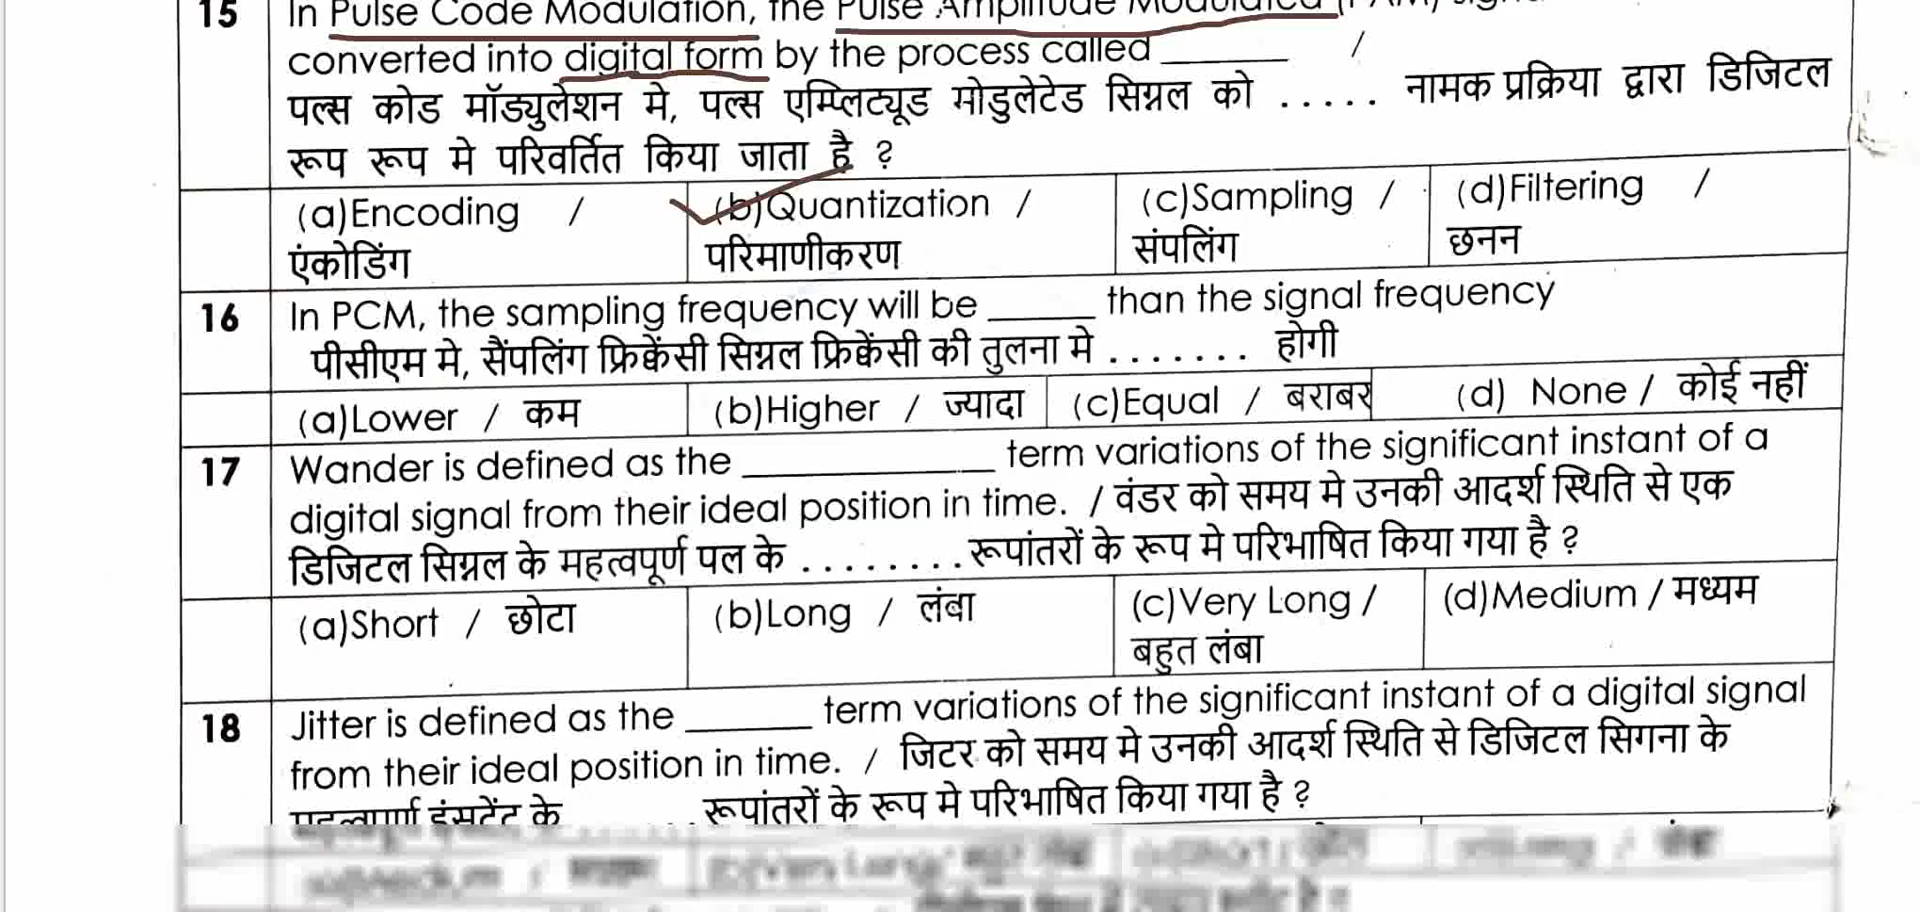 15 In Pulse Code Modulation, the Pulse Amplitude Modulated (PAM)
converted into digital form by the process called ______ /
पल्स कोड मॉड्युलेशन मे, पल्स एम्प्लिट्यूड मोडुलेटेड सिग्नल को ..... नामक प्रक्रिया द्वारा डिजिटल
रूप रूप मे परिवर्तित किया जाता है ?
(a)Encoding / (b)Quantization / (c)Sampling / (d)Filtering /
एंकोडिंग परिमाणीकरण संपलिंग छनन
16 In PCM, the sampling frequency will be _____ than the signal frequency
पीसीएम मे, सैंपलिंग फ्रिक्वेंसी सिग्नल फ्रिक्वेंसी की तुलना मे ....... होगी
(a)Lower / कम (b)Higher / ज्यादा (c)Equal / बराबर (d) None / कोई नहीं
17 Wander is defined as the ____________ term variations of the significant instant of a
digital signal from their ideal position in time. / वंडर को समय मे उनकी आदर्श स्थिति से एक
डिजिटल सिग्नल के महत्वपूर्ण पल के ........ रूपांतरों के रूप मे परिभाषित किया गया है ?
(a)Short / छोटा (b)Long / लंबा (c)Very Long / (d)Medium / मध्यम
बहुत लंबा
18 Jitter is defined as the ______ term variations of the significant instant of a digital signal
from their ideal position in time. / जिटर को समय मे उनकी आदर्श स्थिति से डिजिटल सिगना के
के रूपांतरों के रूप मे परिभाषित किया गया है ?